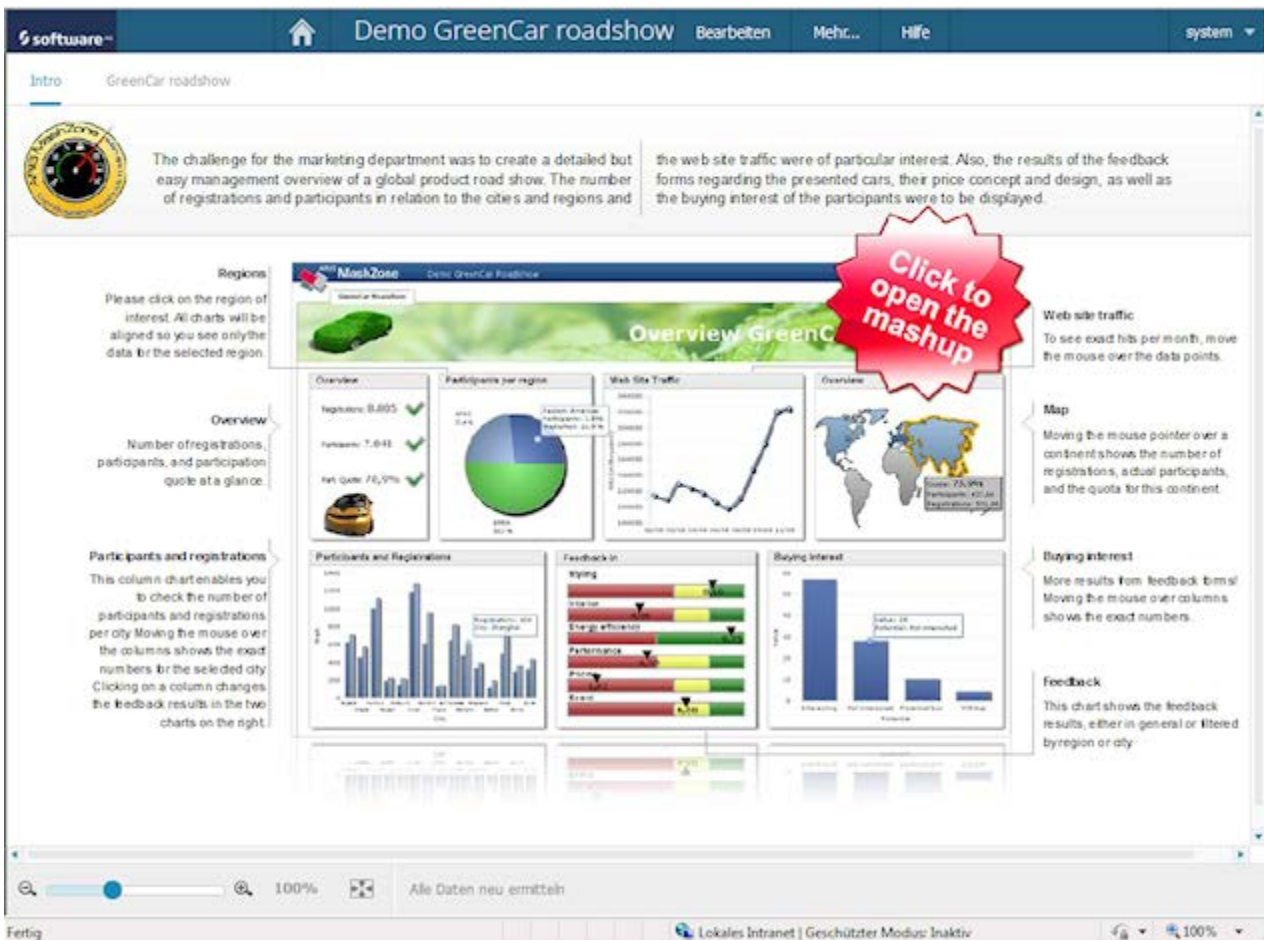 software AG
Demo GreenCar roadshow
Bearbeiten
Mehr...
Hilfe
system
Intro
GreenCar roadshow
The challenge for the marketing department was to create a detailed but
easy management overview of a global product road show. The number
of registrations and participants in relation to the cities and regions and
the web site traffic were of particular interest. Also, the results of the feedback
forms regarding the presented cars, their price concept and design, as well as
the buying interest of the participants were to be displayed.
Regions
Please click on the region of
interest. All charts will be
aligned so you see only the
data for the selected region.
Overview
Number of registrations,
participants, and participation
quote at a glance.
Participants and registrations
This column chart enables you
to check the number of
participants and registrations
per city Moving the mouse over
the columns shows the exact
numbers for the selected city
Clicking on a column changes
the feedback results in the two
charts on the right.
MashZone
Demo GreenCar Roadshow
GreenCar Roadshow
Overview GreenC
Click to
open the
mashup
Overview
Registrations: 8.805
Participants: 7.041
Part. Quote: 70,9%
Participants per region
Web Site Traffic
Overview
Quote: 75,9%
Participants and Registrations
City
Feedback in
Styling
Interior
Energy efficiency
Performance
Pricing
Buying Interest
Web site traffic
To see exact hits per month, move
the mouse over the data points.
Map
Moving the mouse pointer over a
continent shows the number of
registrations, actual participants,
and the quota for this continent.
Buying interest
More results from feedback forms!
Moving the mouse over columns
shows the exact numbers.
Feedback
This chart shows the feedback
results, either in general or filtered
by region or city
100%
Alle Daten neu ermitteln
Fertig
Lokales Intranet | Geschützter Modus: Inaktiv
100%